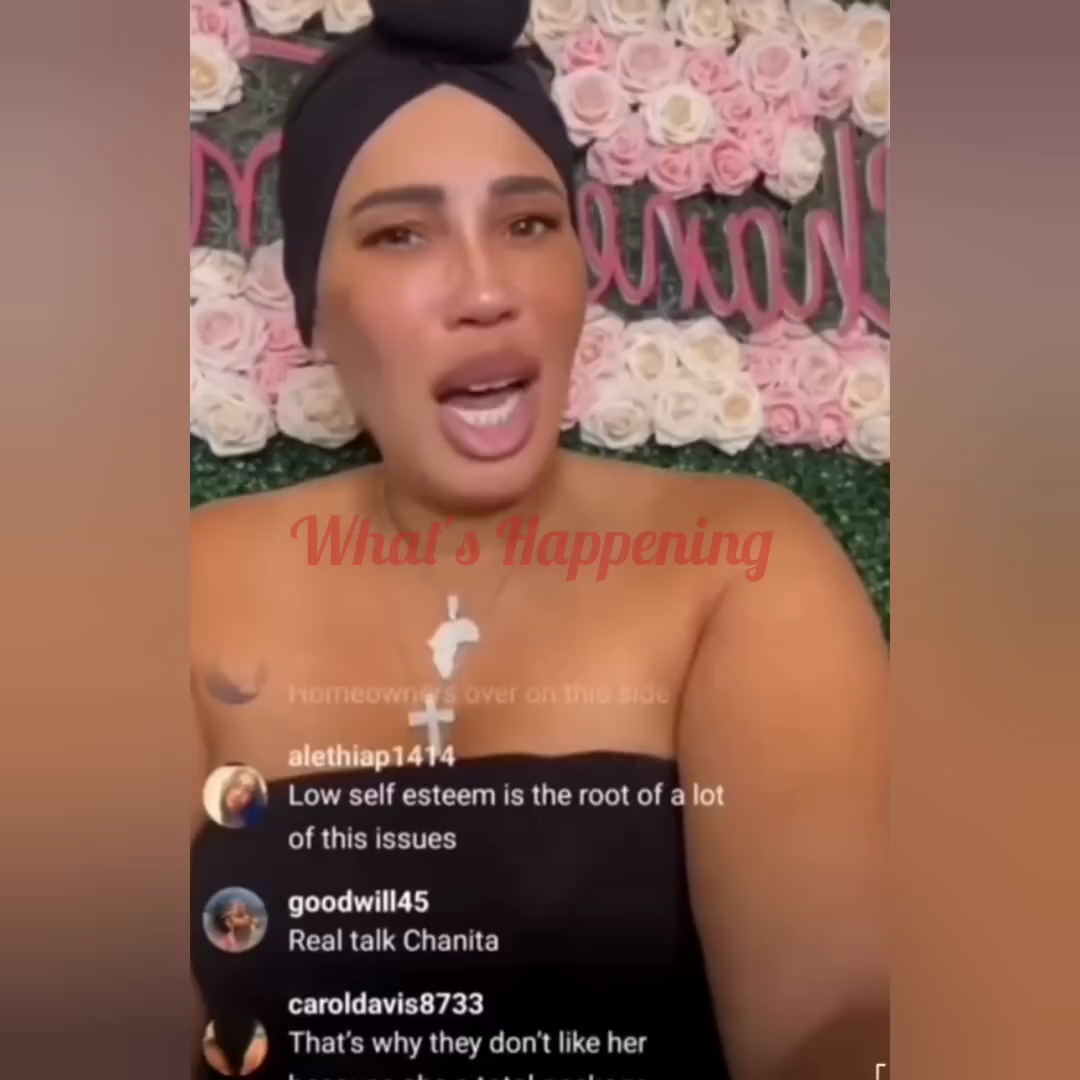 What's Happening
Homeowners over on this side
alethiap1414
Low self esteem is the root of a lot
of this issues
goodwill45
Real talk Chanita
caroldavis8733
That's why they don't like her